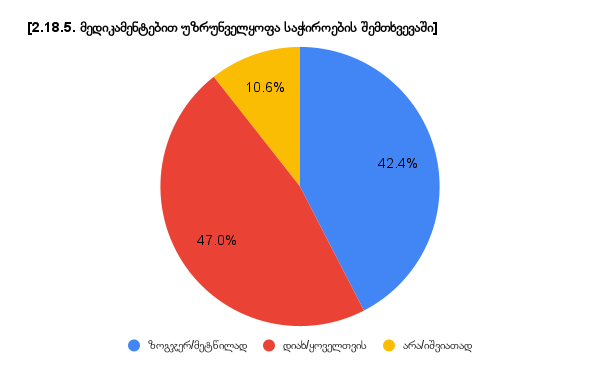 [2.18.5. მედიკამენტებით უზრუნველყოფა საჭიროების შემთხვევაში]
10.6%
42.4%
47.0%
ზოგჯერ/მეტწილად დიახ/ყოველთვის არა/იშვიათად